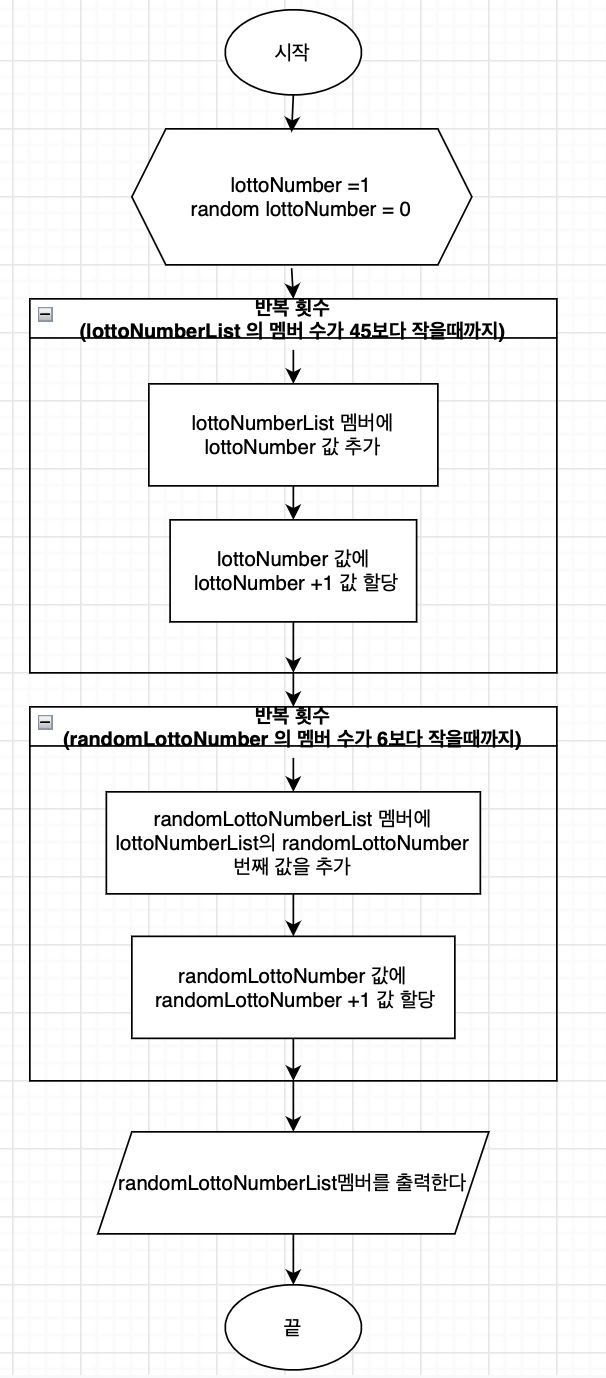 시작
lottoNumber =1
random lottoNumber = 0
반복 횟수
(lottoNumberList 의 멤버 수가 45보다 작을때까지)
lottoNumberList 멤버에
lottoNumber 값 추가
lottoNumber 값에
lottoNumber +1 값 할당
반복 횟수
(randomLottoNumber 의 멤버 수가 6보다 작을때까지)
randomLottoNumberList 멤버에
lottoNumberList의 randomLottoNumber
번째 값을 추가
randomLottoNumber 값에
randomLottoNumber +1 값 할당
randomLottoNumberList멤버를 출력한다
끝